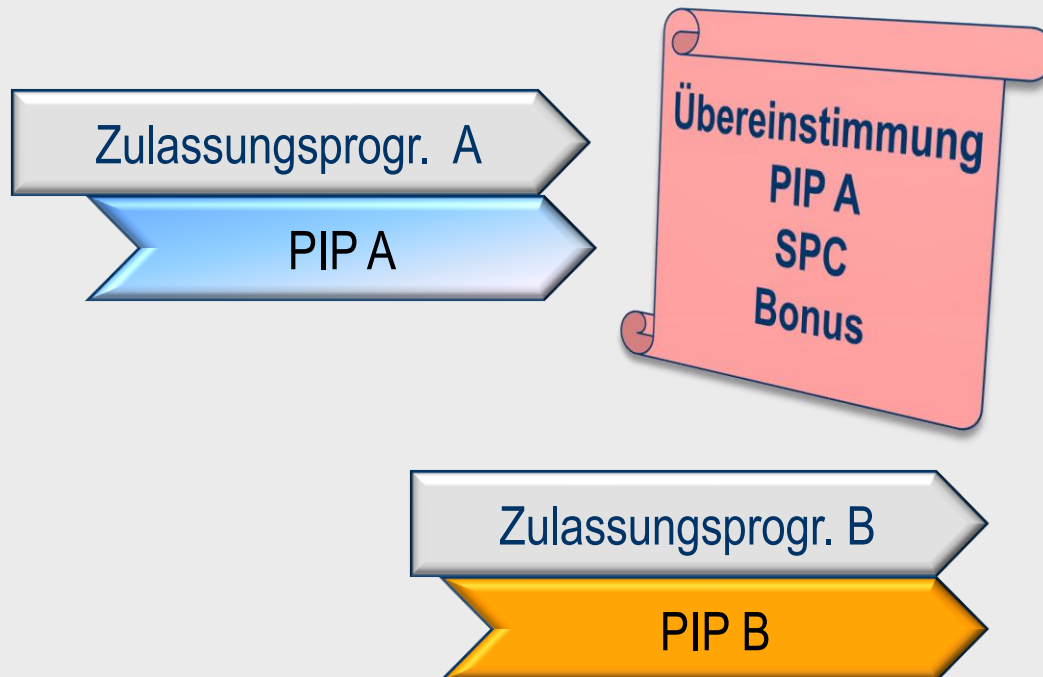 Zulassungsprogr. A
PIP A
Übereinstimmung
PIP A
SPC
Bonus
Zulassungsprogr. B
PIP B